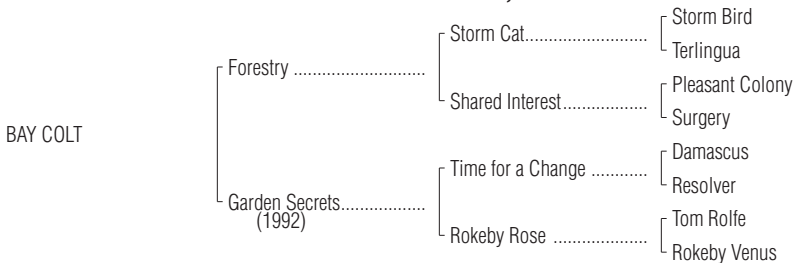 Storm Bird
Storm Cat..........................
Terlingua
Forestry ............................
Pleasant Colony
Shared Interest..................
Surgery
BAY COLT
Damascus
Time for a Change ............
Resolver
Garden Secrets..................
(1992)
Tom Rolfe
Rokeby Rose ....................
Rokeby Venus